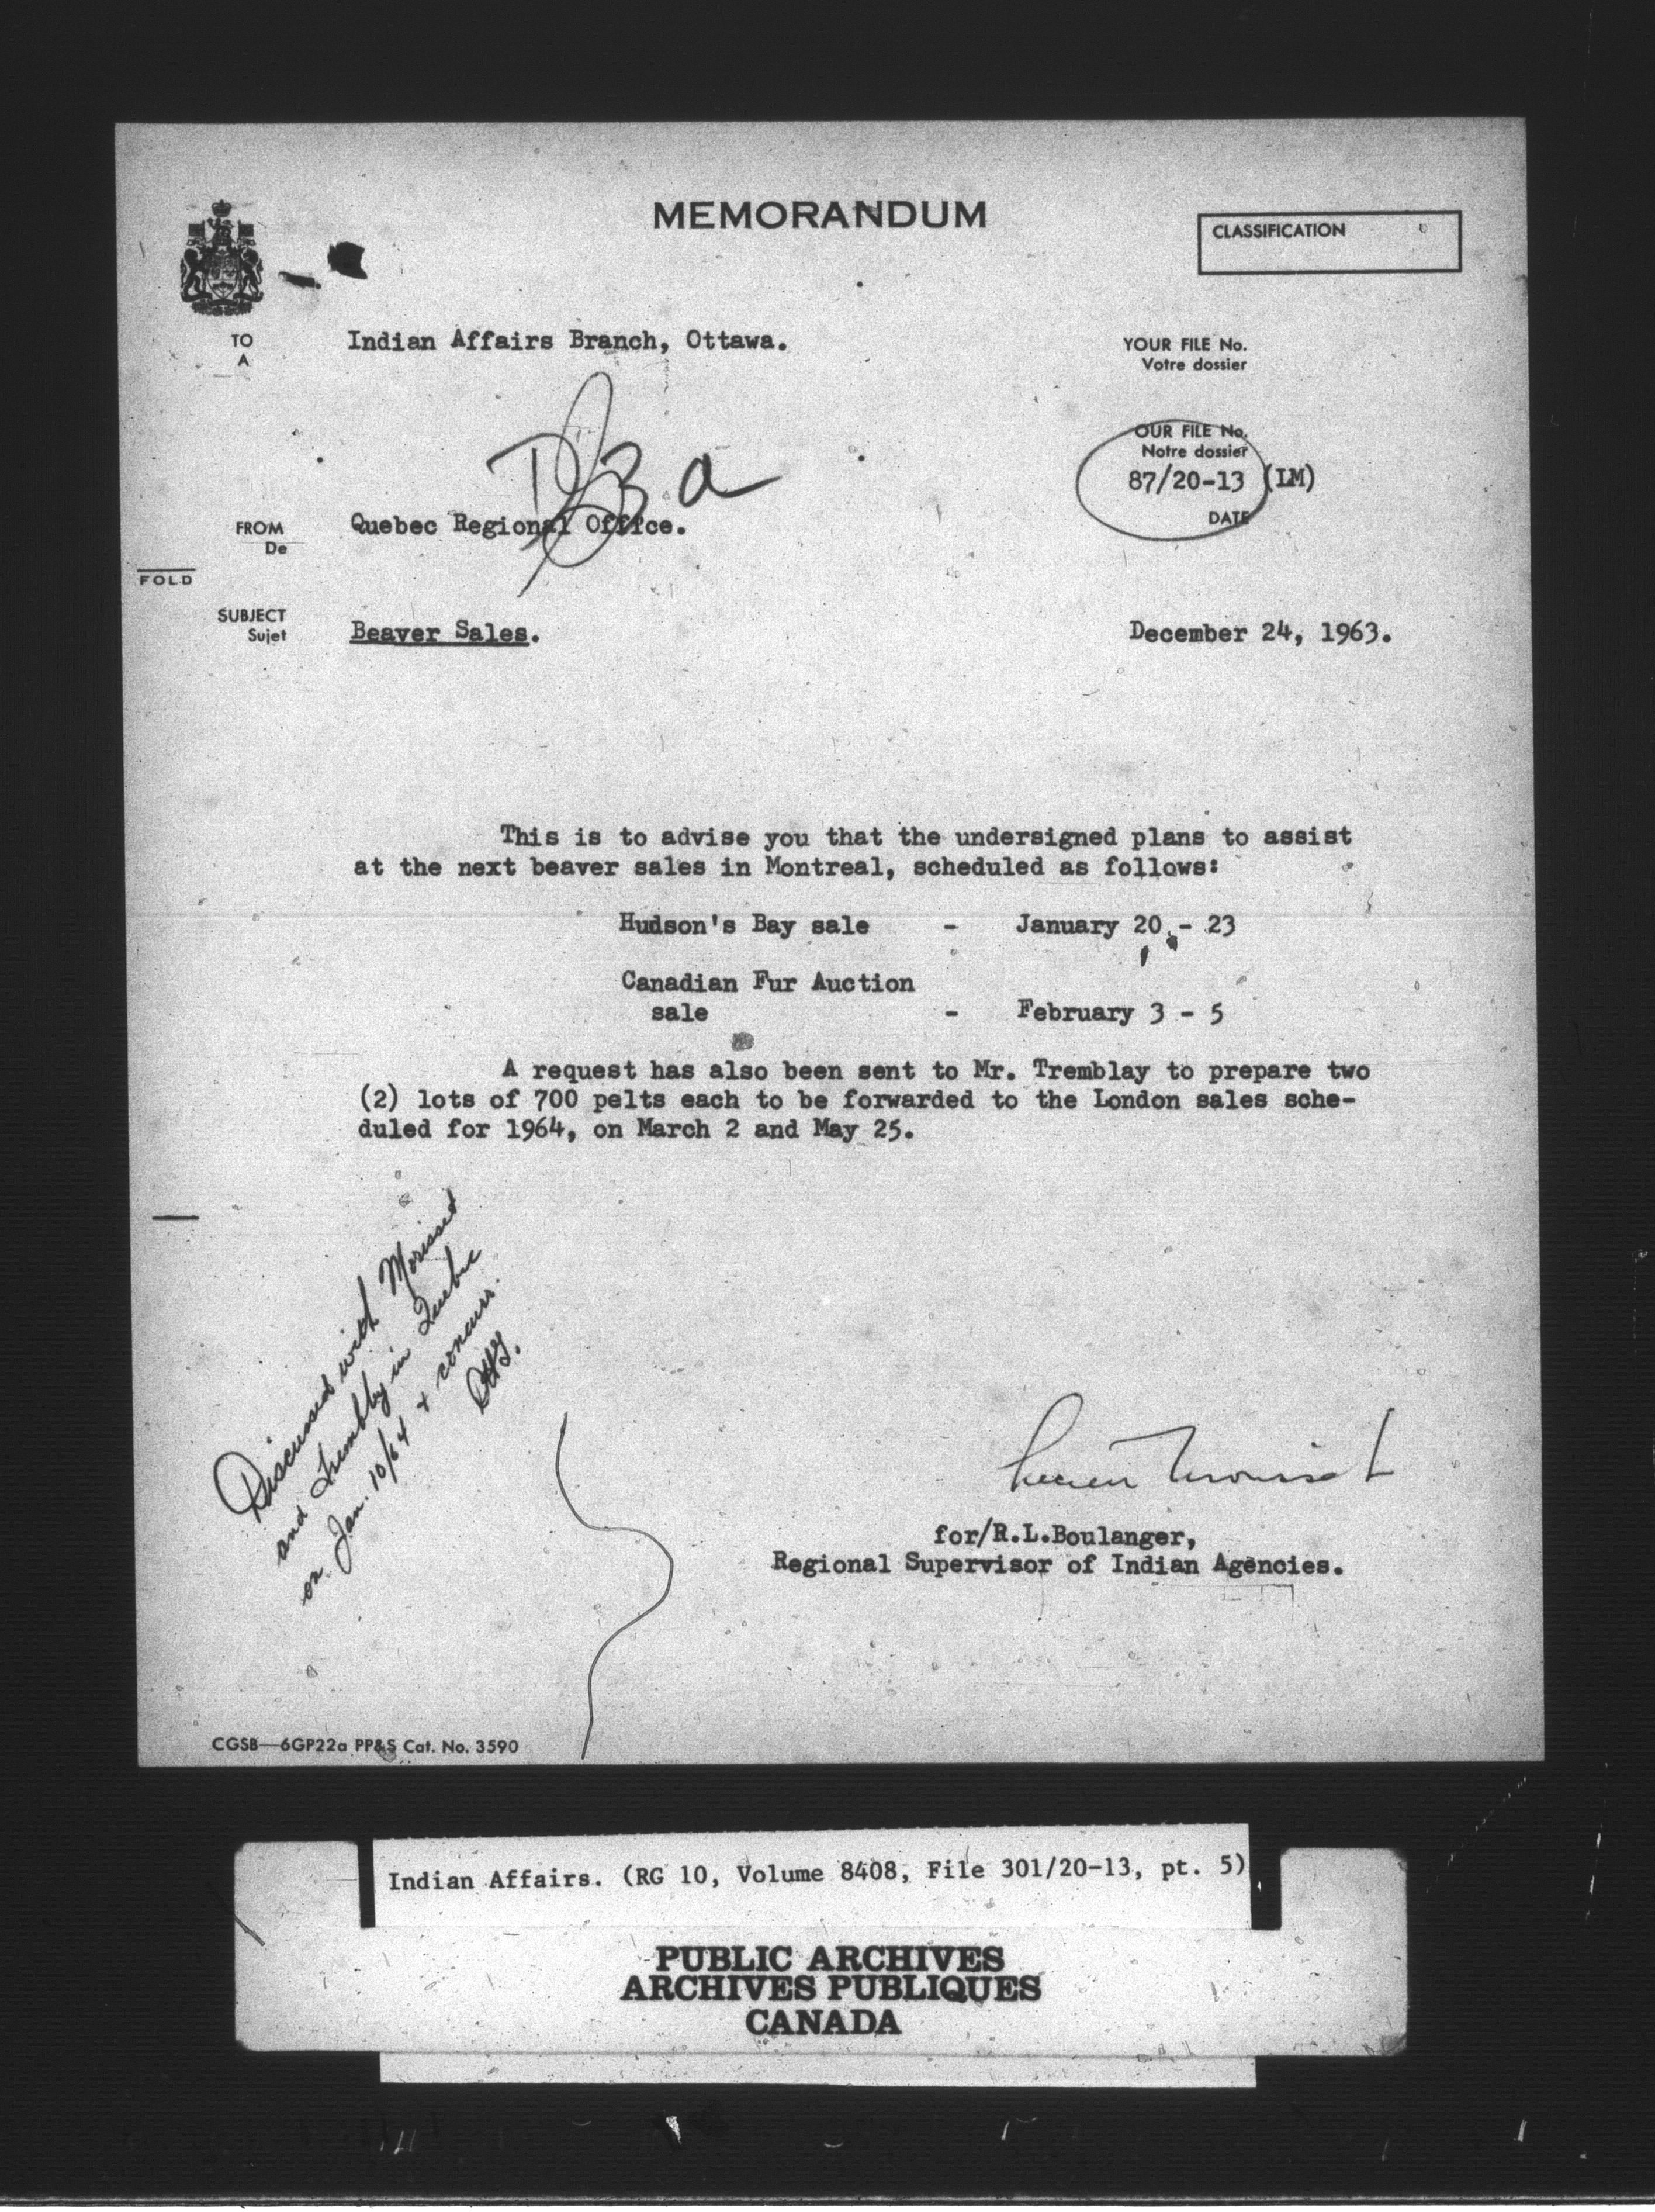 MEMORANDUM
CLASSIFICATION
TO
A
Indian Affairs Branch, Ottawa.
YOUR FILE No.
Votre dossier
OUR FILE No.
Notre dossier
87/20-13 (LM)
DATE
FROM
De
Quebec Regional Office.
FOLD
SUBJECT
Sujet
Beaver Sales.
December 24, 1963.
This is to advise you that the undersigned plans to assist
at the next beaver sales in Montreal, scheduled as follows:
Hudson's Bay sale - January 20 - 23
Canadian Fur Auction
sale - February 3 - 5
A request has also been sent to Mr. Tremblay to prepare two
(2) lots of 700 pelts each to be forwarded to the London sales sche-
duled for 1964, on March 2 and May 25.
Discussed with Morisset
and Tremblay in Quebec
on Jan. 10/64 + concurr.
for/R.L.Boulanger,
Regional Supervisor of Indian Agencies.
CGSB—6GP22a PP&S Cat. No. 3590
Indian Affairs. (RG 10, Volume 8408, File 301/20-13, pt. 5)
PUBLIC ARCHIVES
ARCHIVES PUBLIQUES
CANADA